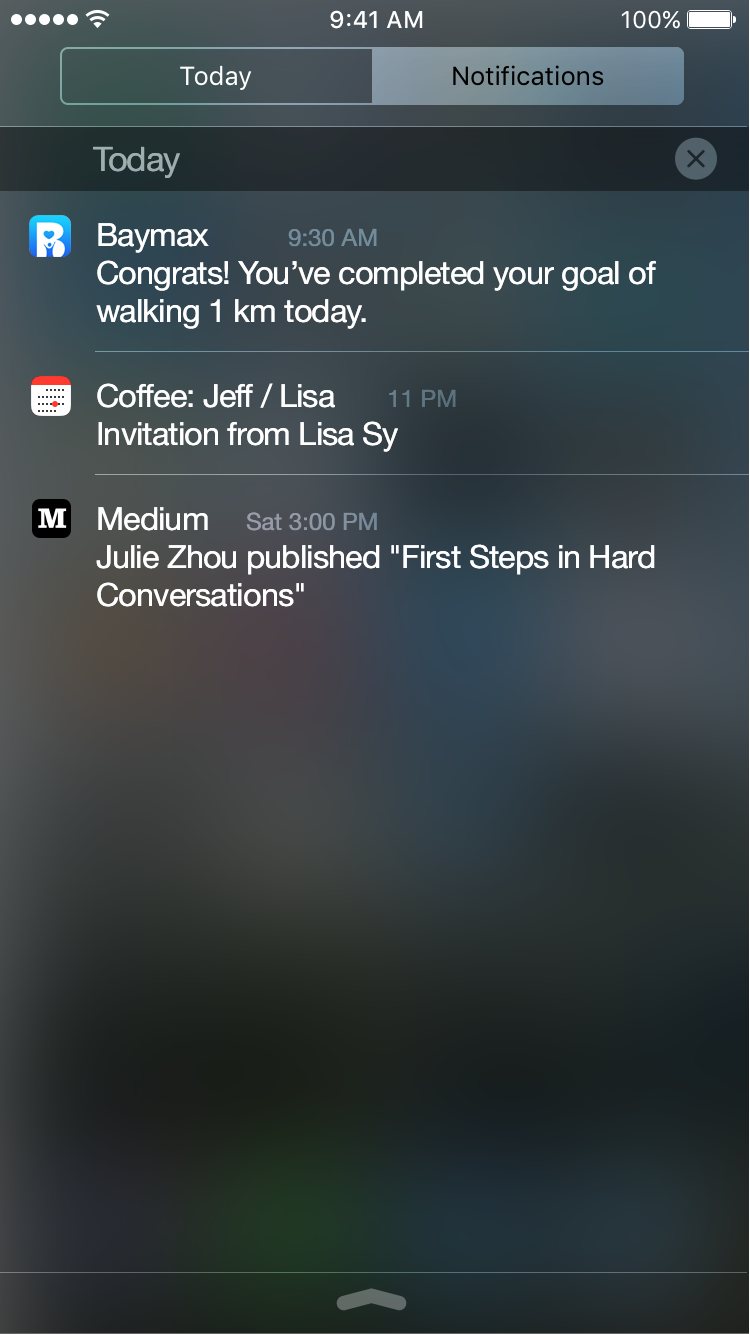 9:41 AM 100%
Today Notifications
Today
Baymax 9:30 AM
Congrats! You’ve completed your goal of
walking 1 km today.
Coffee: Jeff / Lisa 11 PM
Invitation from Lisa Sy
M Medium Sat 3:00 PM
Julie Zhou published "First Steps in Hard
Conversations"